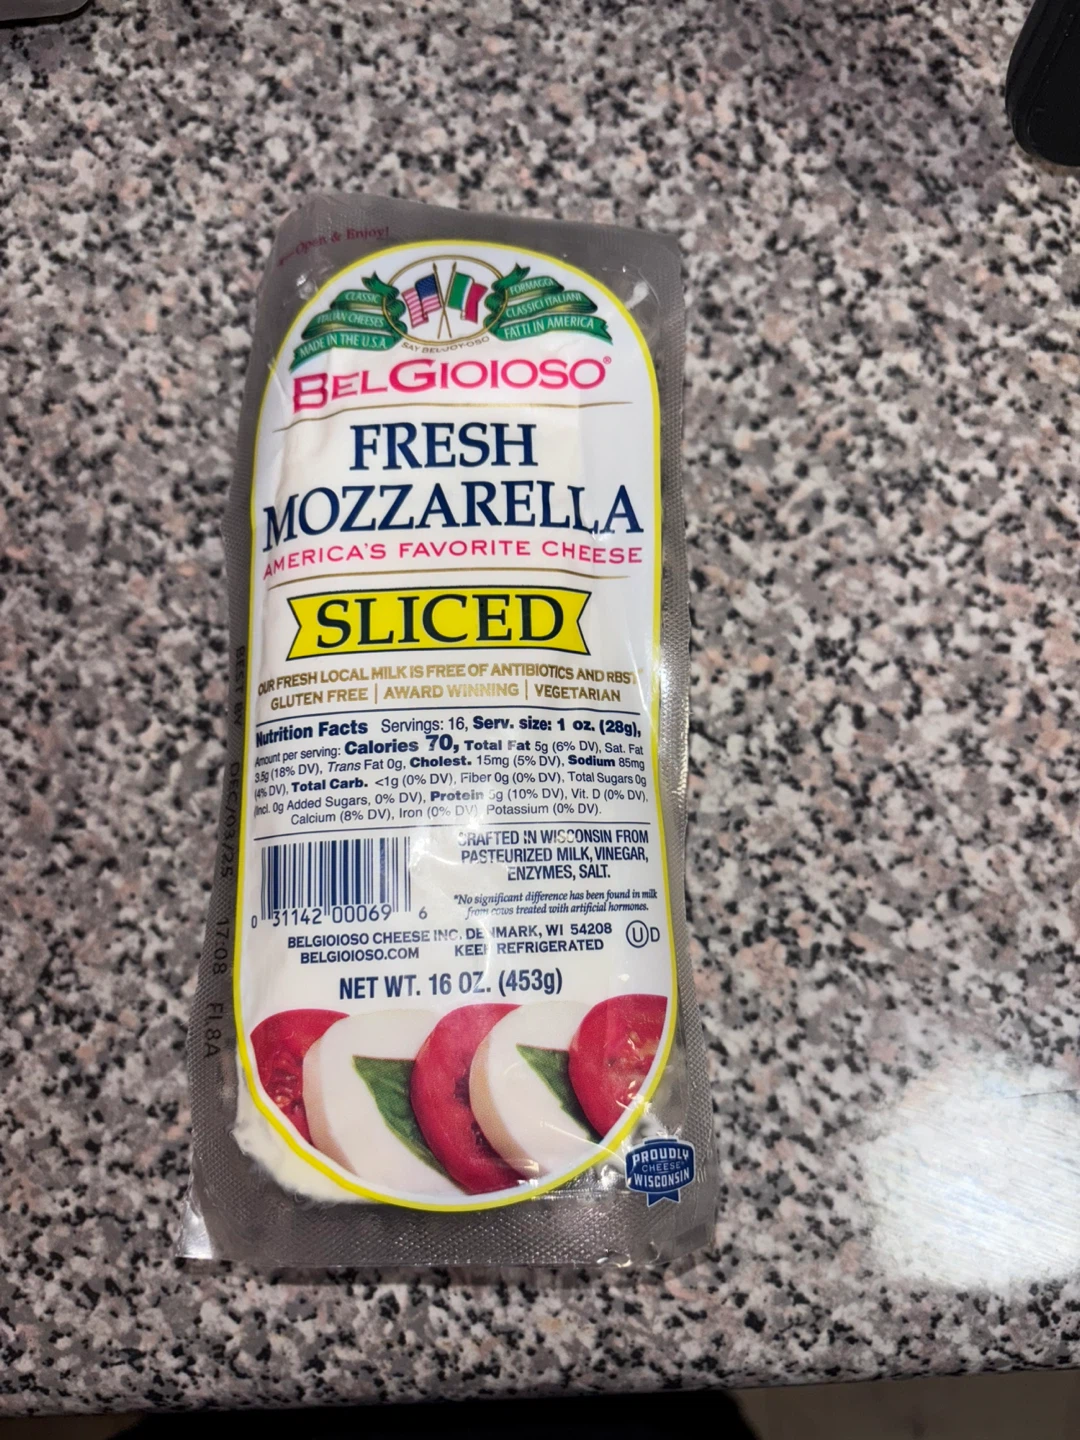 Open & Enjoy!
CLASSIC
ITALIAN CHEESES
MADE IN THE U.S.A.
FORMAGGI
CLASSICI ITALIANI
FATTI IN AMERICA
SAY BEL-JOY-OSO
BELGIOIOSO®
FRESH
MOZZARELLA
AMERICA'S FAVORITE CHEESE
SLICED
OUR FRESH LOCAL MILK IS FREE OF ANTIBIOTICS AND RBST*
GLUTEN FREE | AWARD WINNING | VEGETARIAN
Nutrition Facts Servings: 16, Serv. size: 1 oz. (28g),
Amount per serving: Calories 70, Total Fat 5g (6% DV), Sat. Fat
3.5g (18% DV), Trans Fat 0g, Cholest. 15mg (5% DV), Sodium 85mg
(4% DV), Total Carb. <1g (0% DV), Fiber 0g (0% DV), Total Sugars 0g
(Incl. 0g Added Sugars, 0% DV), Protein 5g (10% DV), Vit. D (0% DV),
Calcium (8% DV), Iron (0% DV), Potassium (0% DV).
CRAFTED IN WISCONSIN FROM
PASTEURIZED MILK, VINEGAR,
ENZYMES, SALT.
*No significant difference has been found in milk
from cows treated with artificial hormones.
0 31142 00069 6
BELGIOIOSO CHEESE INC. DENMARK, WI 54208
BELGIOIOSO.COM KEEP REFRIGERATED
U D
NET WT. 16 OZ. (453g)
PROUDLY
CHEESE®
WISCONSIN
BEST BY DEC/03/25 17:08 FL8A